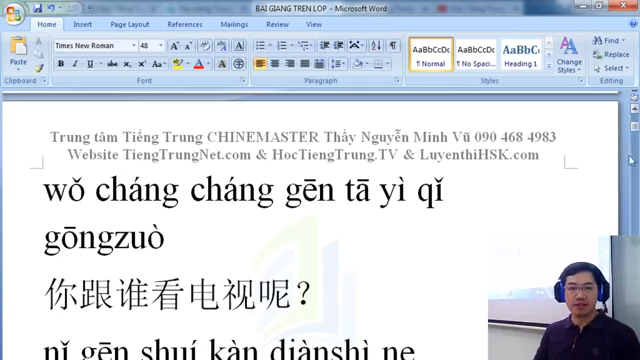 BAI GIANG TREN LOP - Microsoft Word
Home Insert Page Layout References Mailings Review View
Times New Roman 48
Paste
Clipboard
Font
Paragraph
AaBbCcDc AaBbCcDc AaBbCc
¶ Normal ¶ No Spaci... Heading 1
Change Styles
Styles
Find
Replace
Select
Editing
Trung tâm Tiếng Trung CHINEMASTER Thầy Nguyễn Minh Vũ 090 468 4983
Website TiengTrungNet.com & HocTiengTrung.TV & LuyenthiHSK.com
wǒ cháng cháng gēn tā yì qǐ
gōngzuò
你跟谁看电视呢？
nǐ gēn shuí kàn diànshì ne